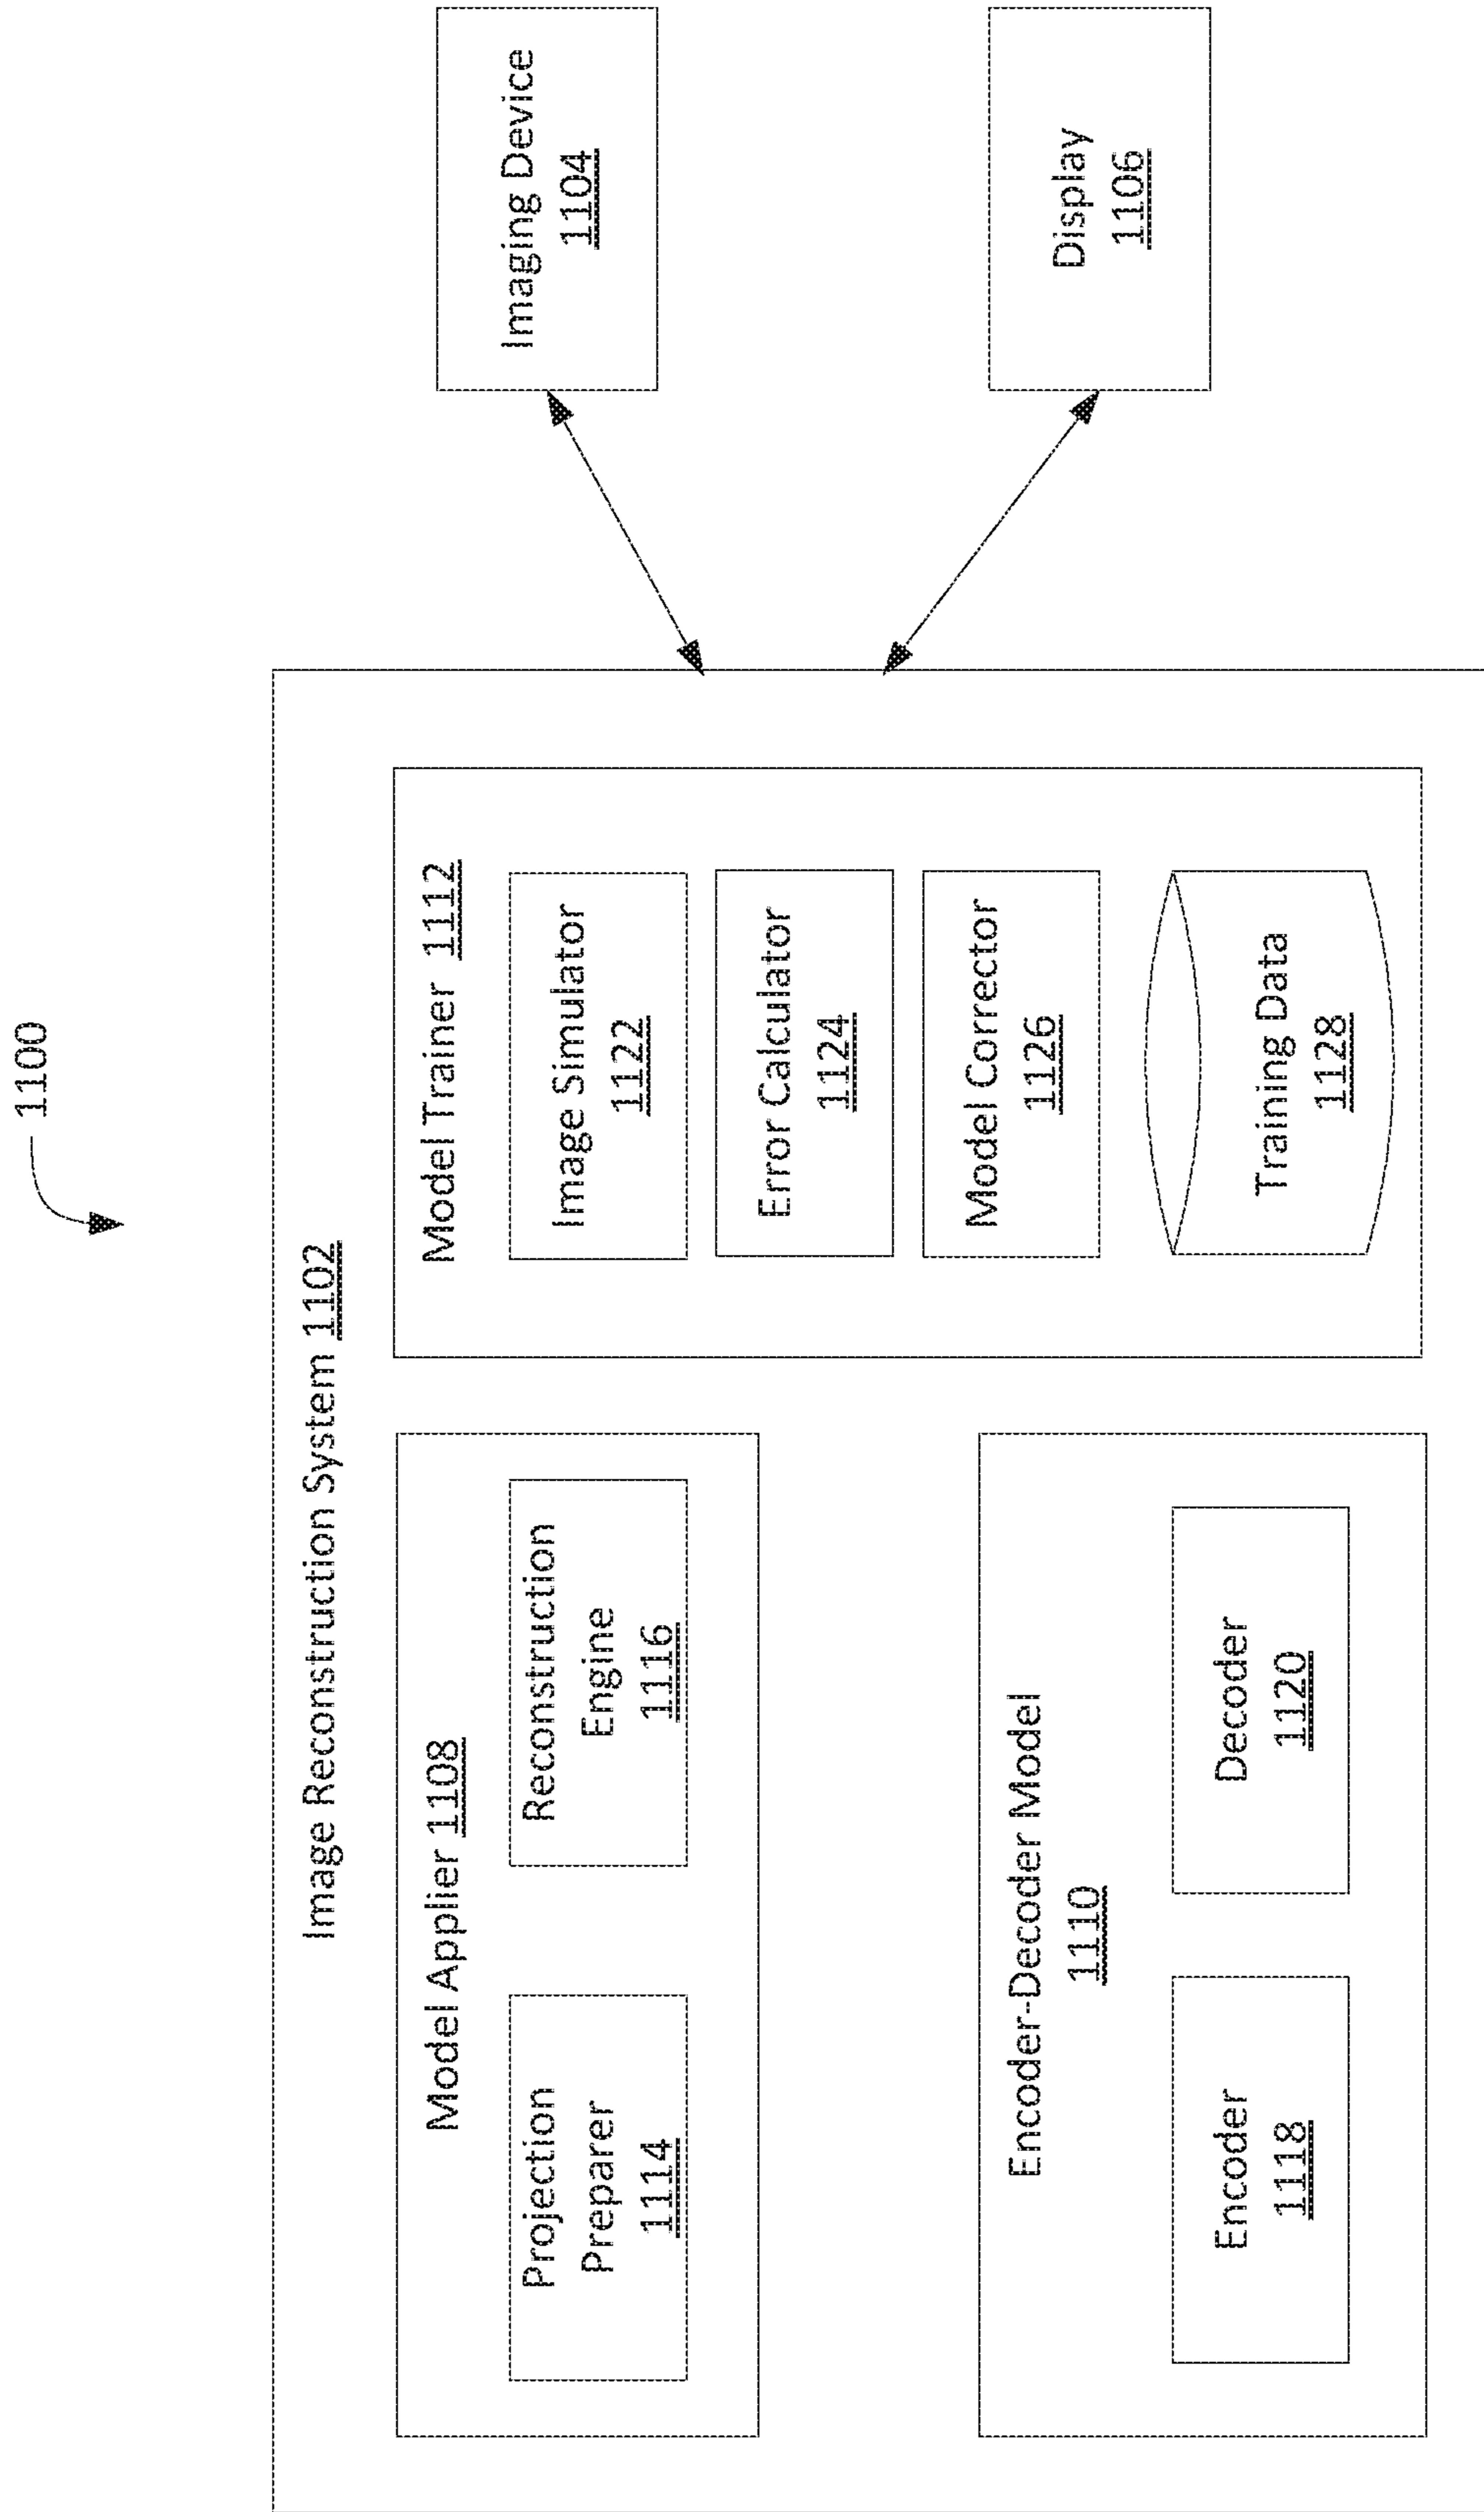 1100
Image Reconstruction System 1102
Model Applier 1108
Projection
Preparer
1114
Reconstruction
Engine
1116
Encoder-Decoder Model
1110
Encoder
1118
Decoder
1120
Model Trainer 1112
Image Simulator
1122
Error Calculator
1124
Model Corrector
1126
Training Data
1128
Imaging Device
1104
Display
1106